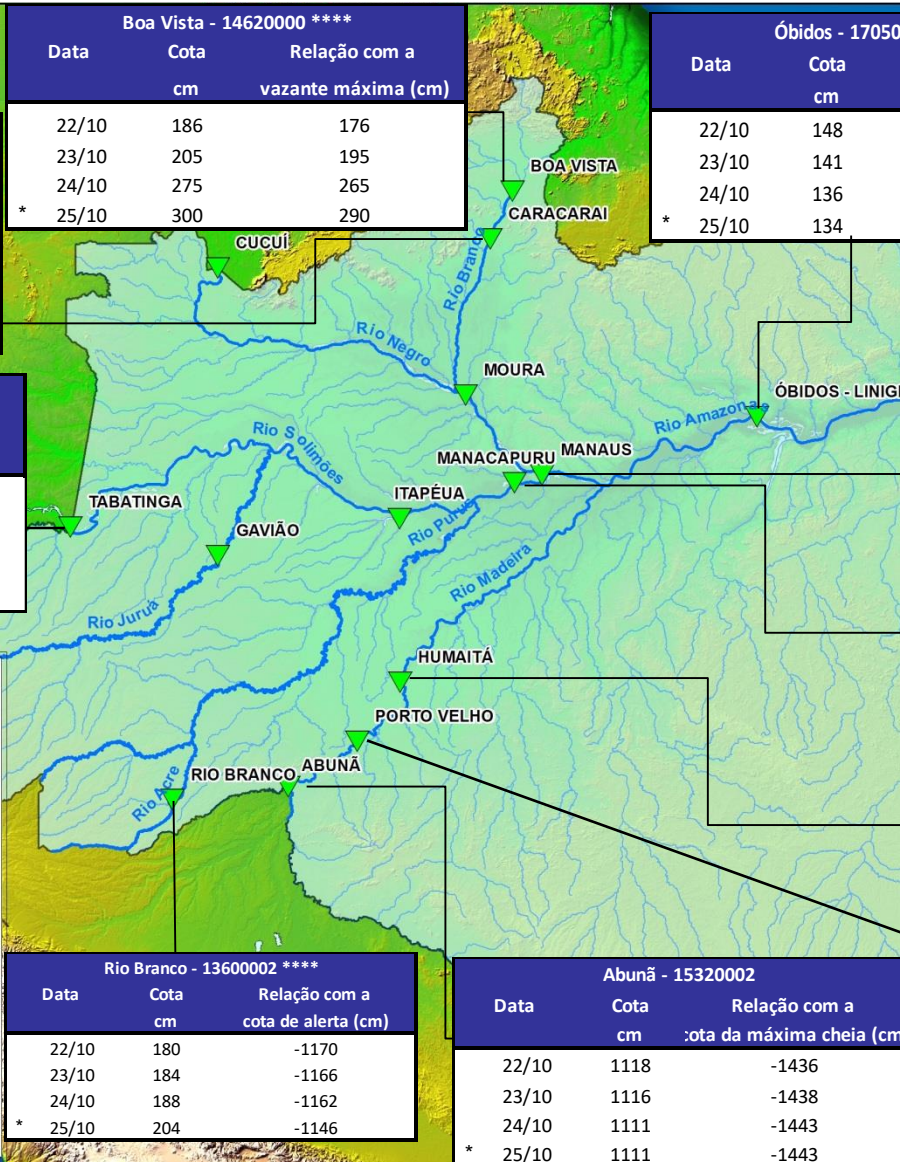 Boa Vista - 14620000 ****
Data Cota Relação com a
cm vazante máxima (cm)
22/10 186 176
23/10 205 195
24/10 275 265
* 25/10 300 290
Óbidos - 17050
Data Cota
cm
22/10 148
23/10 141
24/10 136
* 25/10 134
BOA VISTA
CARACARAI
CUCUÍ
Rio Branco
Rio Negro
MOURA
ÓBIDOS - LINIG
Rio Amazonas
Rio Solimões
MANACAPURU
MANAUS
TABATINGA
ITAPÉUA
GAVIÃO
Rio Purus
Rio Madeira
Rio Juruá
HUMAITÁ
PORTO VELHO
ABUNÃ
RIO BRANCO
Rio Acre
Rio Branco - 13600002 ****
Data Cota Relação com a
cm cota de alerta (cm)
22/10 180 -1170
23/10 184 -1166
24/10 188 -1162
* 25/10 204 -1146
Abunã - 15320002
Data Cota Relação com a
cm cota da máxima cheia (cm
22/10 1118 -1436
23/10 1116 -1438
24/10 1111 -1443
* 25/10 1111 -1443